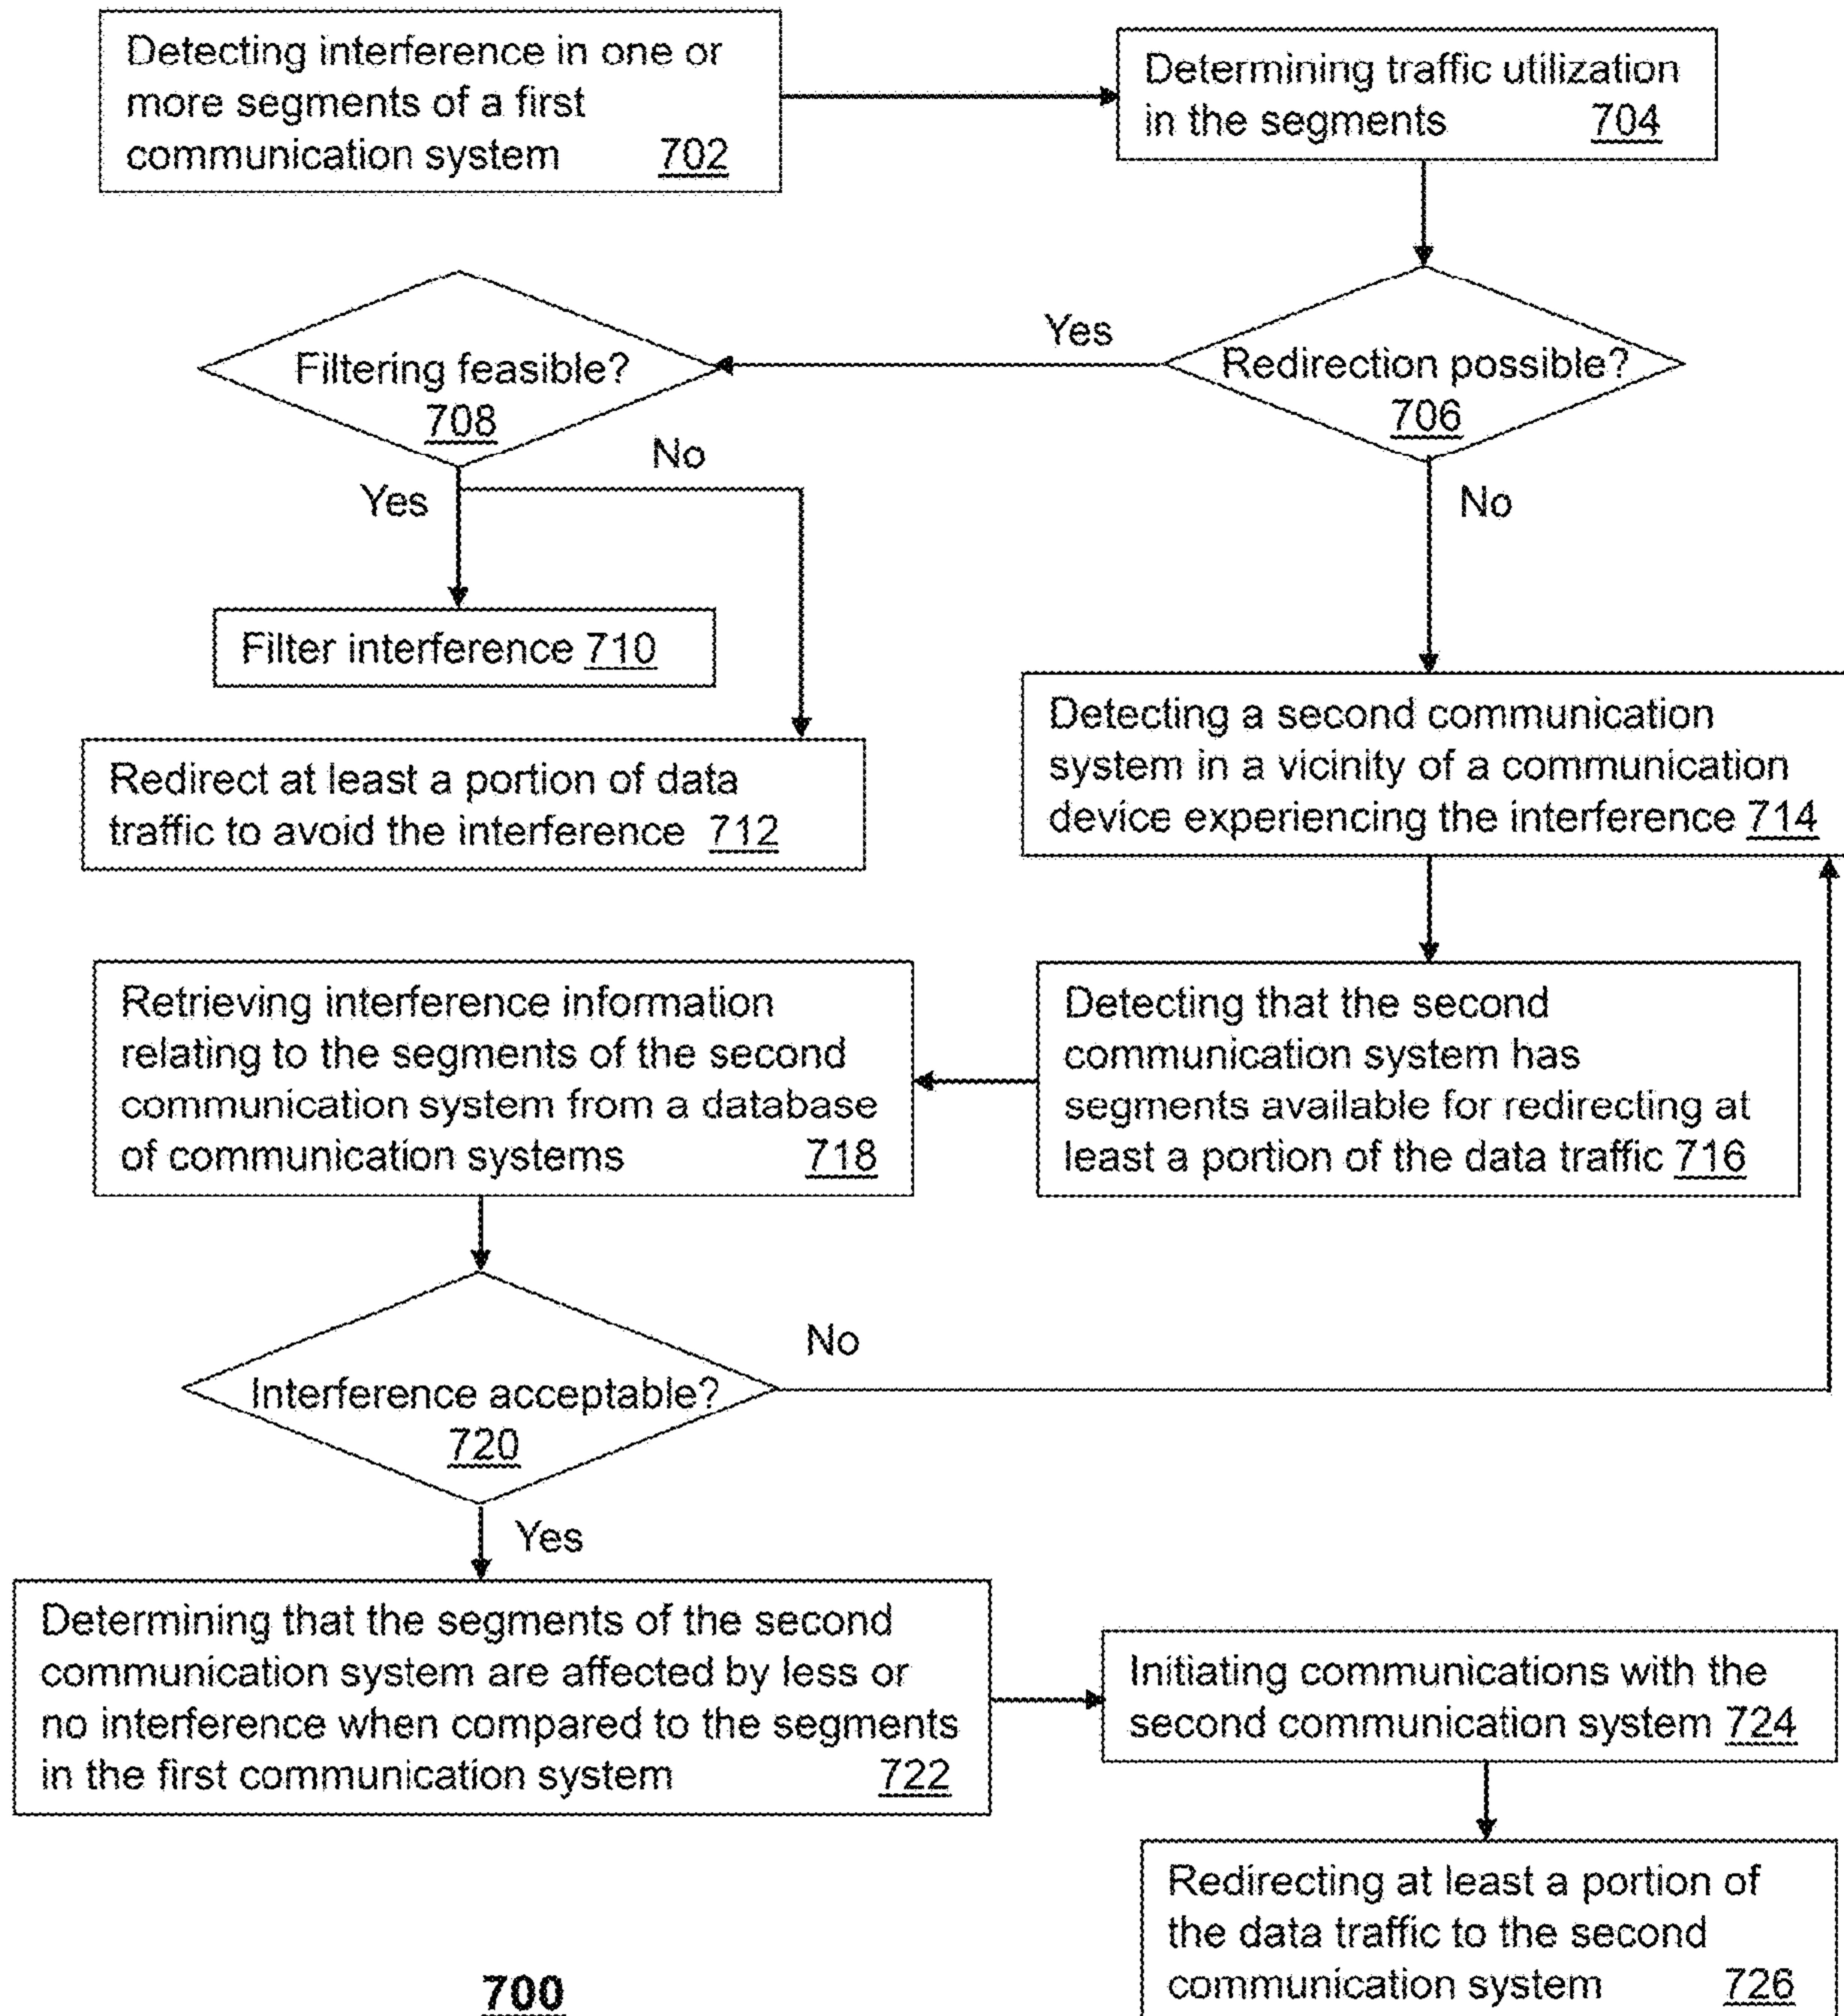 Detecting interference in one or
more segments of a first
communication system 702
Determining traffic utilization
in the segments 704
Redirection possible?
706
Yes
No
Filtering feasible?
708
Yes
No
Filter interference 710
Redirect at least a portion of data
traffic to avoid the interference 712
Detecting a second communication
system in a vicinity of a communication
device experiencing the interference 714
Detecting that the second
communication system has
segments available for redirecting at
least a portion of the data traffic 716
Retrieving interference information
relating to the segments of the second
communication system from a database
of communication systems 718
Interference acceptable?
720
No
Yes
Determining that the segments of the second
communication system are affected by less or
no interference when compared to the segments
in the first communication system 722
Initiating communications with the
second communication system 724
Redirecting at least a portion of
the data traffic to the second
communication system 726
700